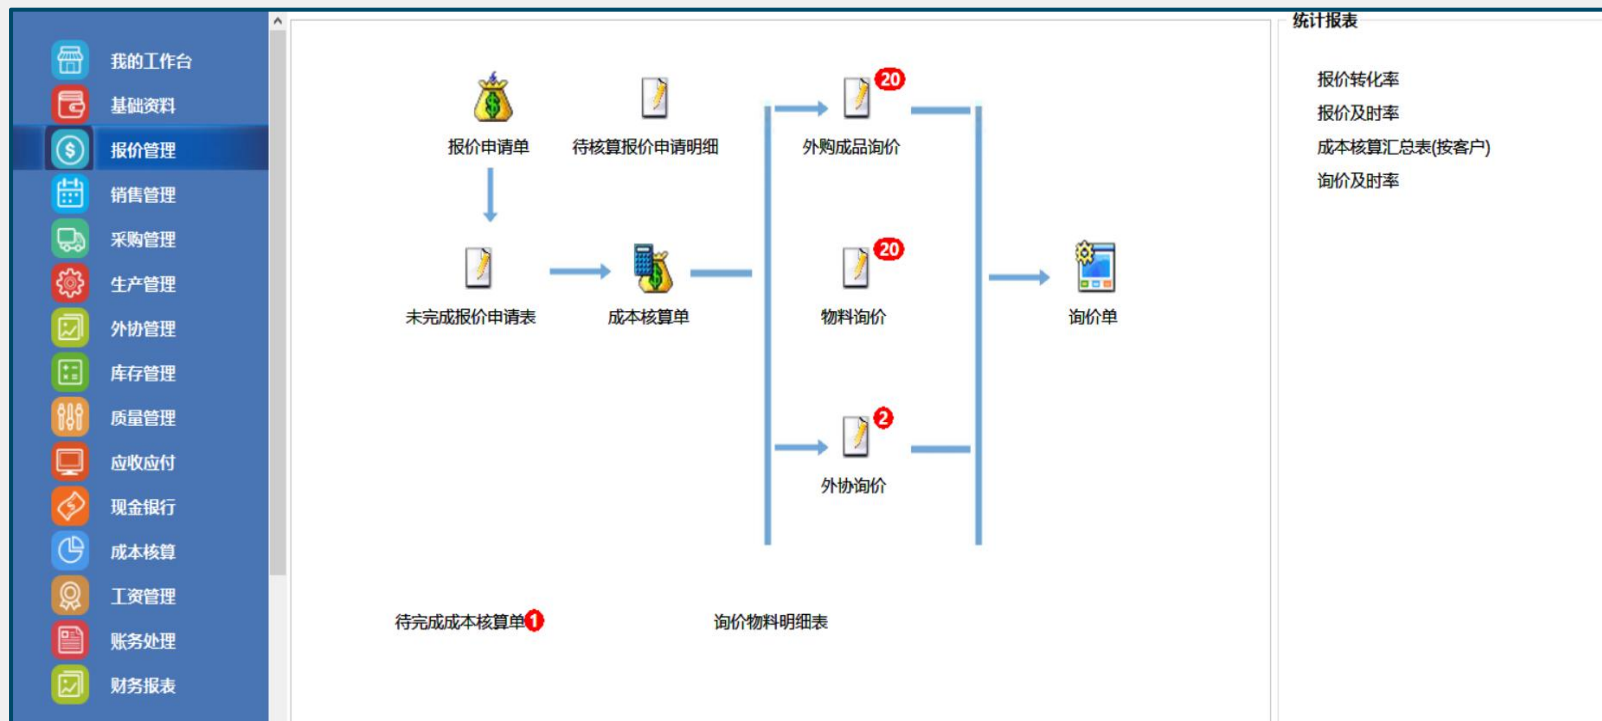 我的工作台
基础资料
报价管理
销售管理
采购管理
生产管理
外协管理
库存管理
质量管理
应收应付
现金银行
成本核算
工资管理
账务处理
财务报表
20
报价申请单 待核算报价申请明细 外购成品询价
20
未完成报价申请表 成本核算单 物料询价 询价单
2
外协询价
待完成成本核算单 1 询价物料明细表
统计报表
报价转化率
报价及时率
成本核算汇总表(按客户)
询价及时率